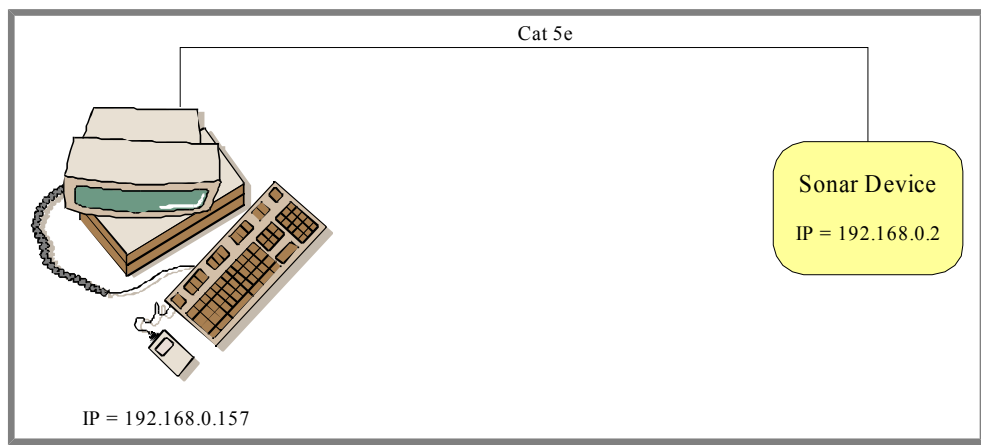 Cat 5e
Sonar Device
IP = 192.168.0.2
IP = 192.168.0.157